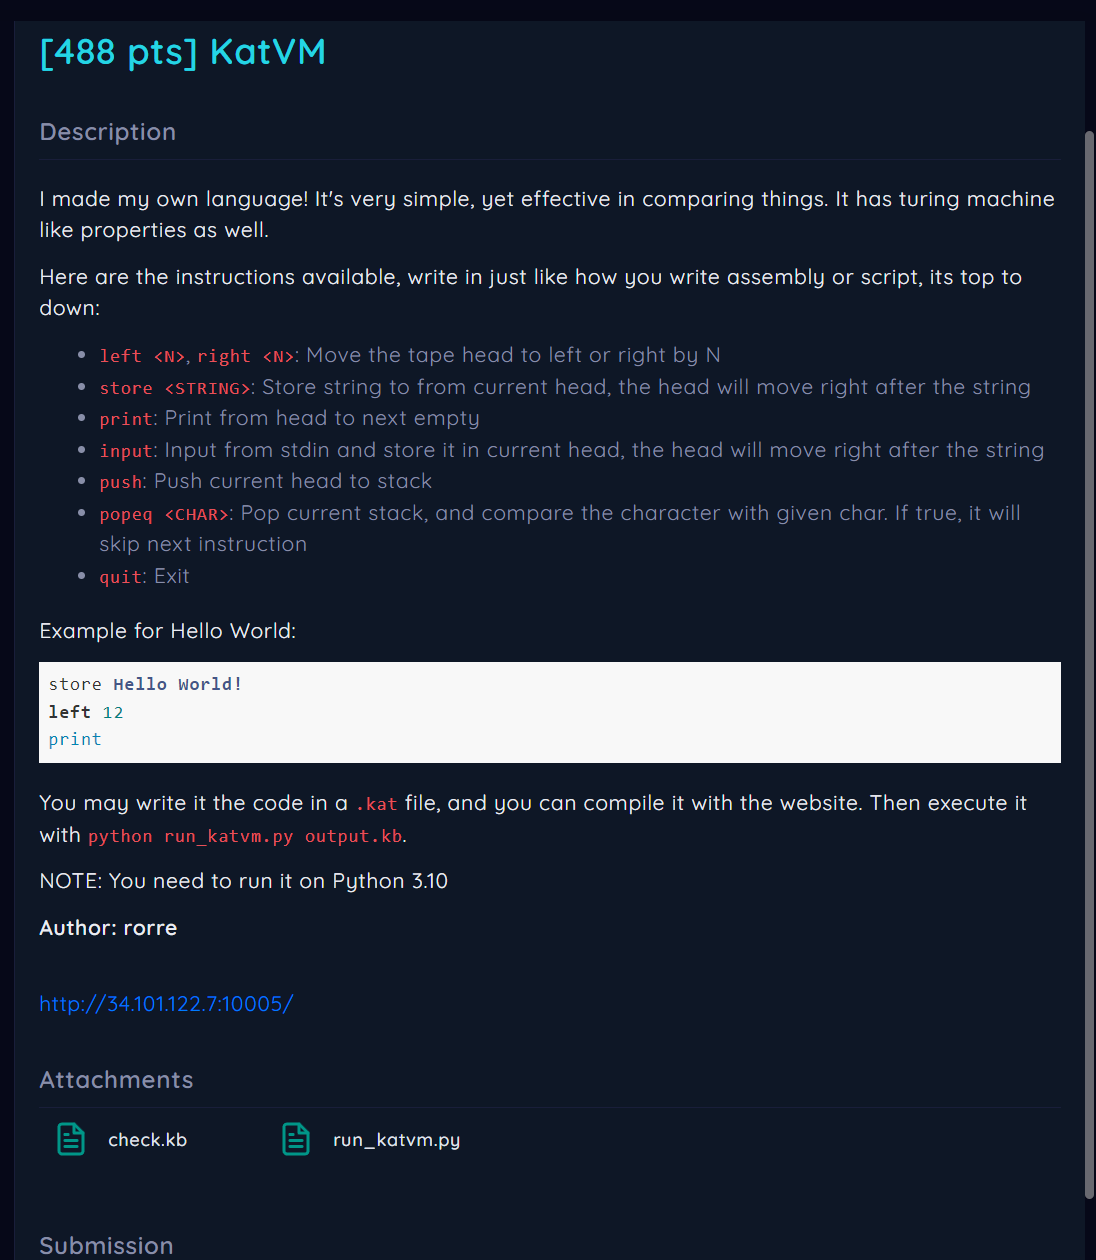 [488 pts] KatVM
Description
I made my own language! It's very simple, yet effective in comparing things. It has turing machine
like properties as well.
Here are the instructions available, write in just like how you write assembly or script, its top to
down:
left <N>, right <N>: Move the tape head to left or right by N
store <STRING>: Store string to from current head, the head will move right after the string
print: Print from head to next empty
input: Input from stdin and store it in current head, the head will move right after the string
push: Push current head to stack
popeq <CHAR>: Pop current stack, and compare the character with given char. If true, it will
skip next instruction
quit: Exit
Example for Hello World:
store Hello World!
left 12
print
You may write it the code in a .kat file, and you can compile it with the website. Then execute it
with python run_katvm.py output.kb.
NOTE: You need to run it on Python 3.10
Author: rorre
http://34.101.122.7:10005/
Attachments
check.kb
run_katvm.py
Submission